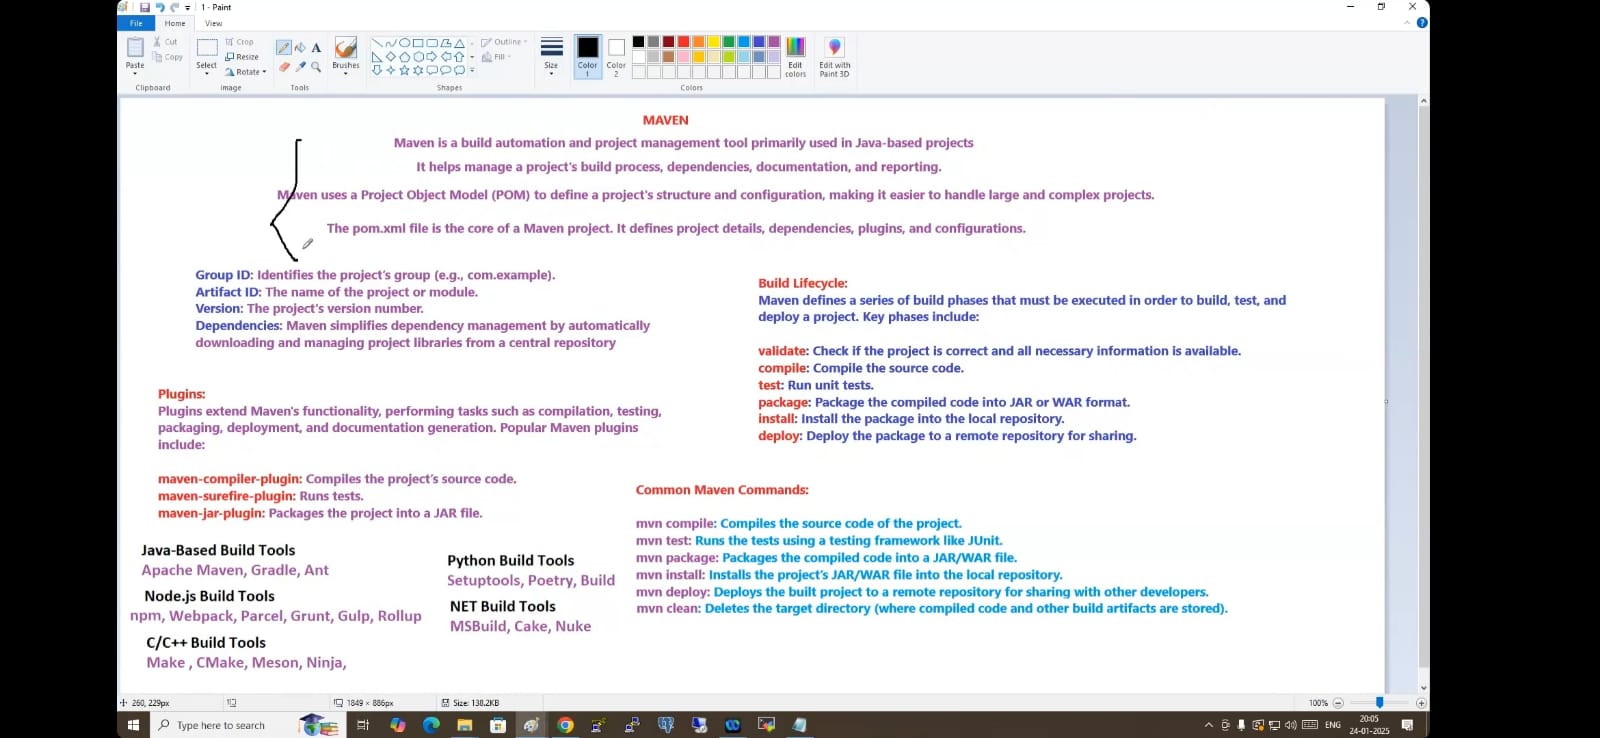 1 - Paint
File Home View
Paste
Cut
Copy
Clipboard
Select
Crop
Resize
Rotate
Image
Tools
Brushes
Shapes
Outline
Fill
Size
Color 1
Color 2
Colors
Edit colors
Edit with Paint 3D
MAVEN
Maven is a build automation and project management tool primarily used in Java-based projects
It helps manage a project's build process, dependencies, documentation, and reporting.
Maven uses a Project Object Model (POM) to define a project's structure and configuration, making it easier to handle large and complex projects.
The pom.xml file is the core of a Maven project. It defines project details, dependencies, plugins, and configurations.
Group ID: Identifies the project's group (e.g., com.example).
Artifact ID: The name of the project or module.
Version: The project's version number.
Dependencies: Maven simplifies dependency management by automatically
downloading and managing project libraries from a central repository
Build Lifecycle:
Maven defines a series of build phases that must be executed in order to build, test, and
deploy a project. Key phases include:
validate: Check if the project is correct and all necessary information is available.
compile: Compile the source code.
test: Run unit tests.
package: Package the compiled code into JAR or WAR format.
install: Install the package into the local repository.
deploy: Deploy the package to a remote repository for sharing.
Plugins:
Plugins extend Maven's functionality, performing tasks such as compilation, testing,
packaging, deployment, and documentation generation. Popular Maven plugins
include:
maven-compiler-plugin: Compiles the project's source code.
maven-surefire-plugin: Runs tests.
maven-jar-plugin: Packages the project into a JAR file.
Common Maven Commands:
mvn compile: Compiles the source code of the project.
mvn test: Runs the tests using a testing framework like JUnit.
mvn package: Packages the compiled code into a JAR/WAR file.
mvn install: Installs the project's JAR/WAR file into the local repository.
mvn deploy: Deploys the built project to a remote repository for sharing with other developers.
mvn clean: Deletes the target directory (where compiled code and other build artifacts are stored).
Java-Based Build Tools
Apache Maven, Gradle, Ant
Node.js Build Tools
npm, Webpack, Parcel, Grunt, Gulp, Rollup
C/C++ Build Tools
Make , CMake, Meson, Ninja,
Python Build Tools
Setuptools, Poetry, Build
NET Build Tools
MSBuild, Cake, Nuke
260, 229px
1849 × 886px
Size: 138.2KB
100%
Type here to search
ENG
20:05
24-01-2025